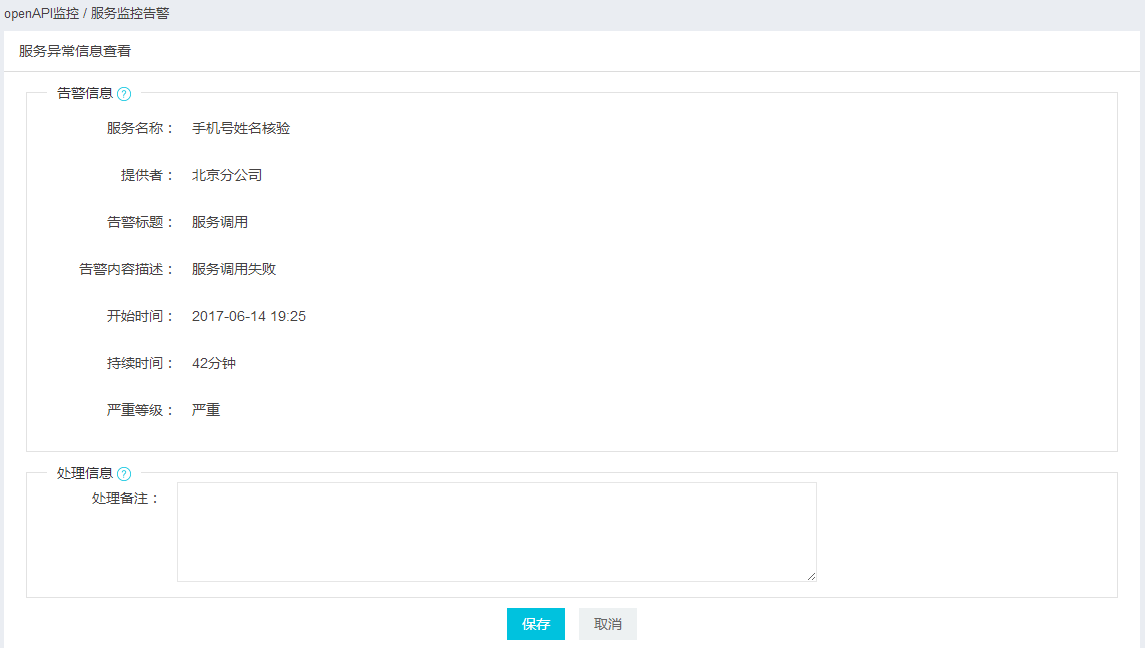 openAPI监控 / 服务监控告警
服务异常信息查看
告警信息 ?
服务名称： 手机号姓名核验
提供者： 北京分公司
告警标题： 服务调用
告警内容描述： 服务调用失败
开始时间： 2017-06-14 19:25
持续时间： 42分钟
严重等级： 严重
处理信息 ?
处理备注：
保存 取消